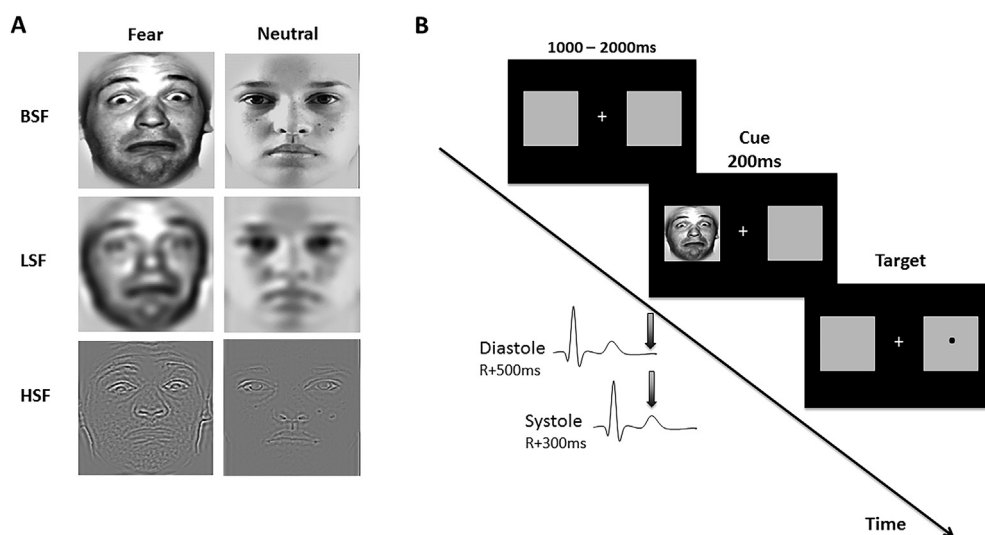 A
Fear Neutral
BSF
LSF
HSF
B
1000 – 2000ms
Cue
200ms
Target
Diastole
R+500ms
Systole
R+300ms
Time